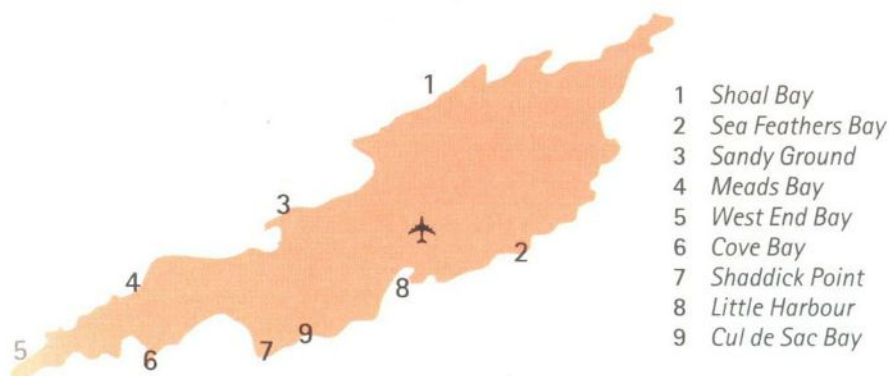 1
3
2
4
8
9
5
7
6
1 Shoal Bay
2 Sea Feathers Bay
3 Sandy Ground
4 Meads Bay
5 West End Bay
6 Cove Bay
7 Shaddick Point
8 Little Harbour
9 Cul de Sac Bay